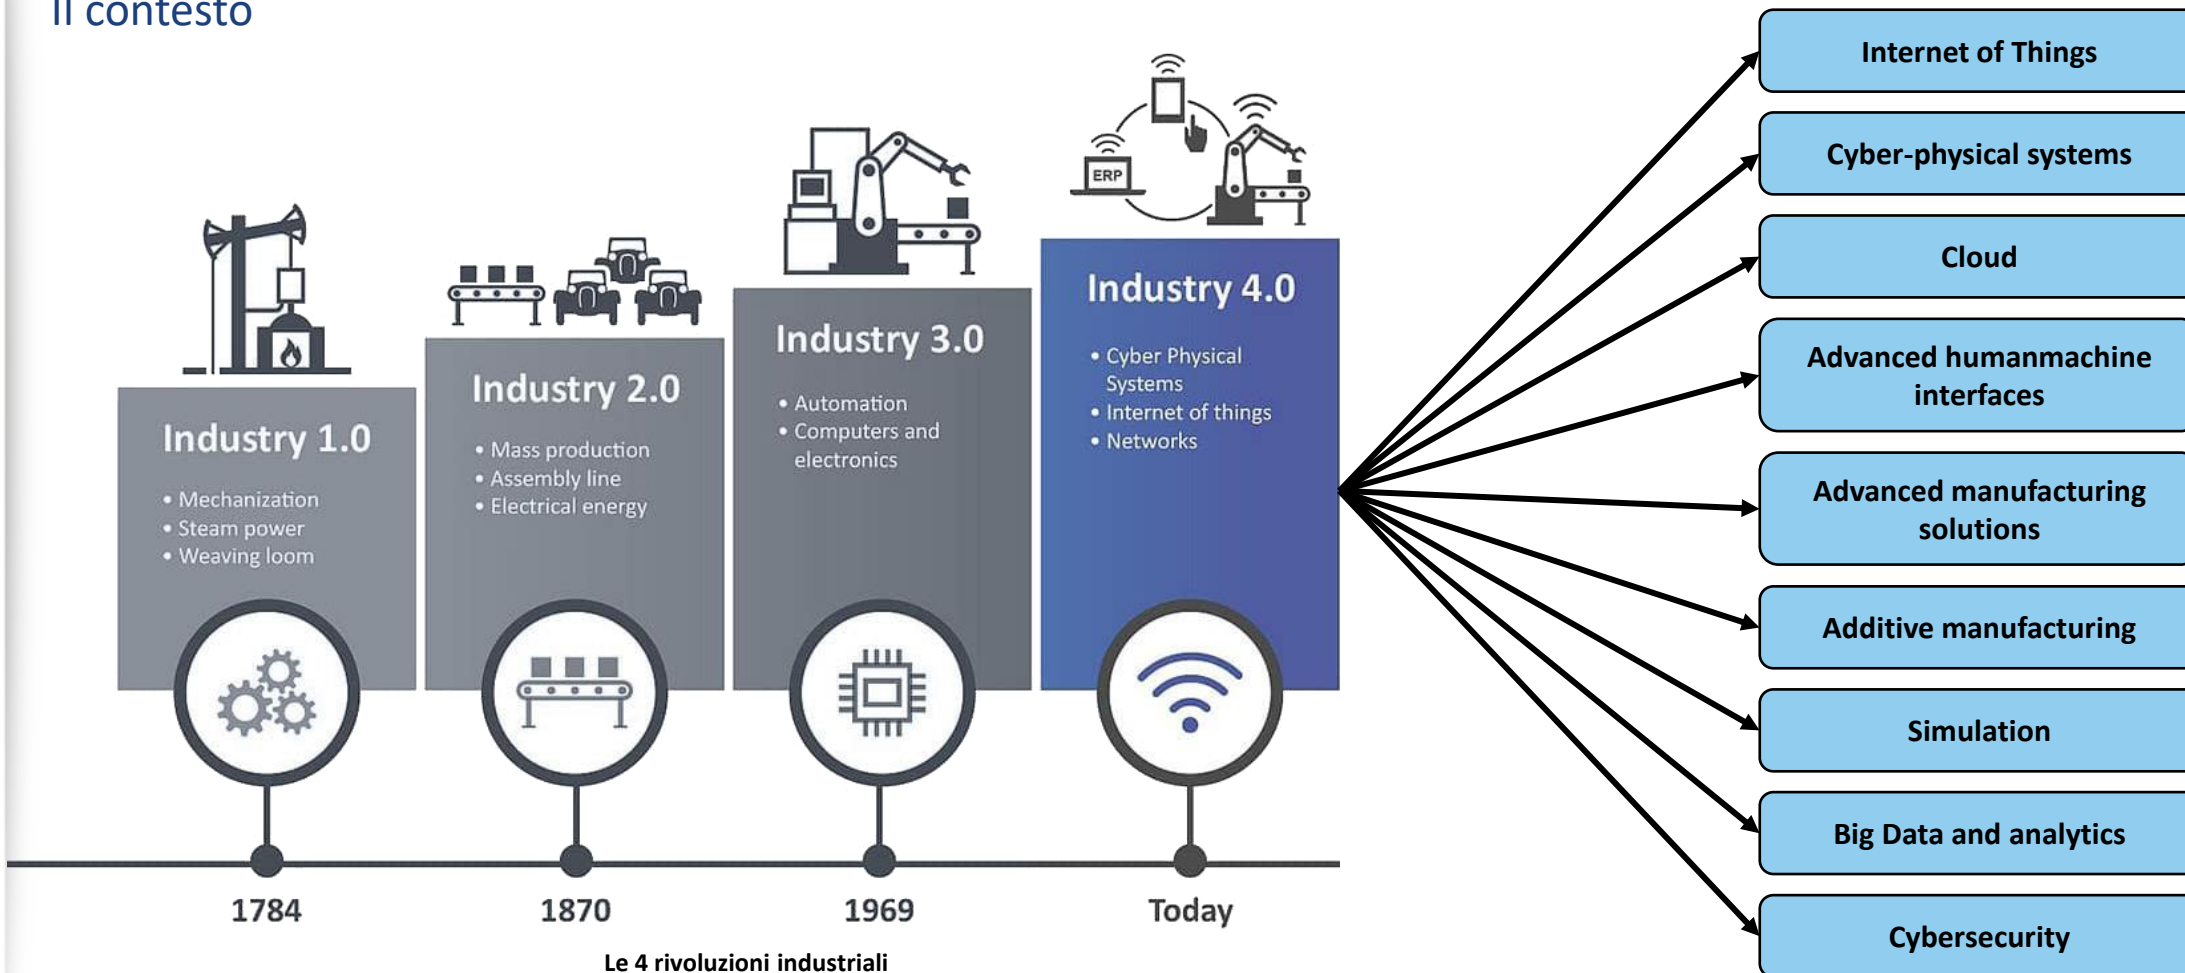 Il contesto
ERP
Industry 1.0
• Mechanization
• Steam power
• Weaving loom
Industry 2.0
• Mass production
• Assembly line
• Electrical energy
Industry 3.0
• Automation
• Computers and
electronics
Industry 4.0
• Cyber Physical
Systems
• Internet of things
• Networks
1784
1870
1969
Today
Le 4 rivoluzioni industriali
Internet of Things
Cyber-physical systems
Cloud
Advanced humanmachine
interfaces
Advanced manufacturing
solutions
Additive manufacturing
Simulation
Big Data and analytics
Cybersecurity